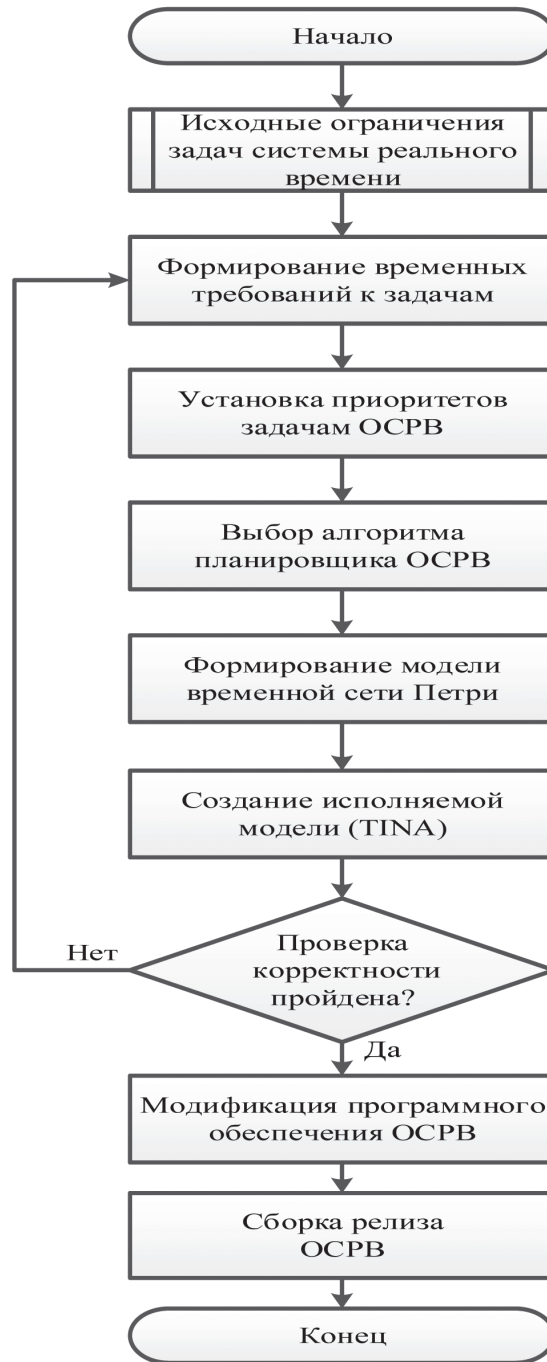 Начало
Исходные ограничения
задач системы реального
времени
Формирование временных
требований к задачам
Установка приоритетов
задачам ОСРВ
Выбор алгоритма
планировщика ОСРВ
Формирование модели
временной сети Петри
Создание исполняемой
модели (TINA)
Проверка
корректности
пройдена?
Нет
Да
Модификация программного
обеспечения ОСРВ
Сборка релиза
ОСРВ
Конец